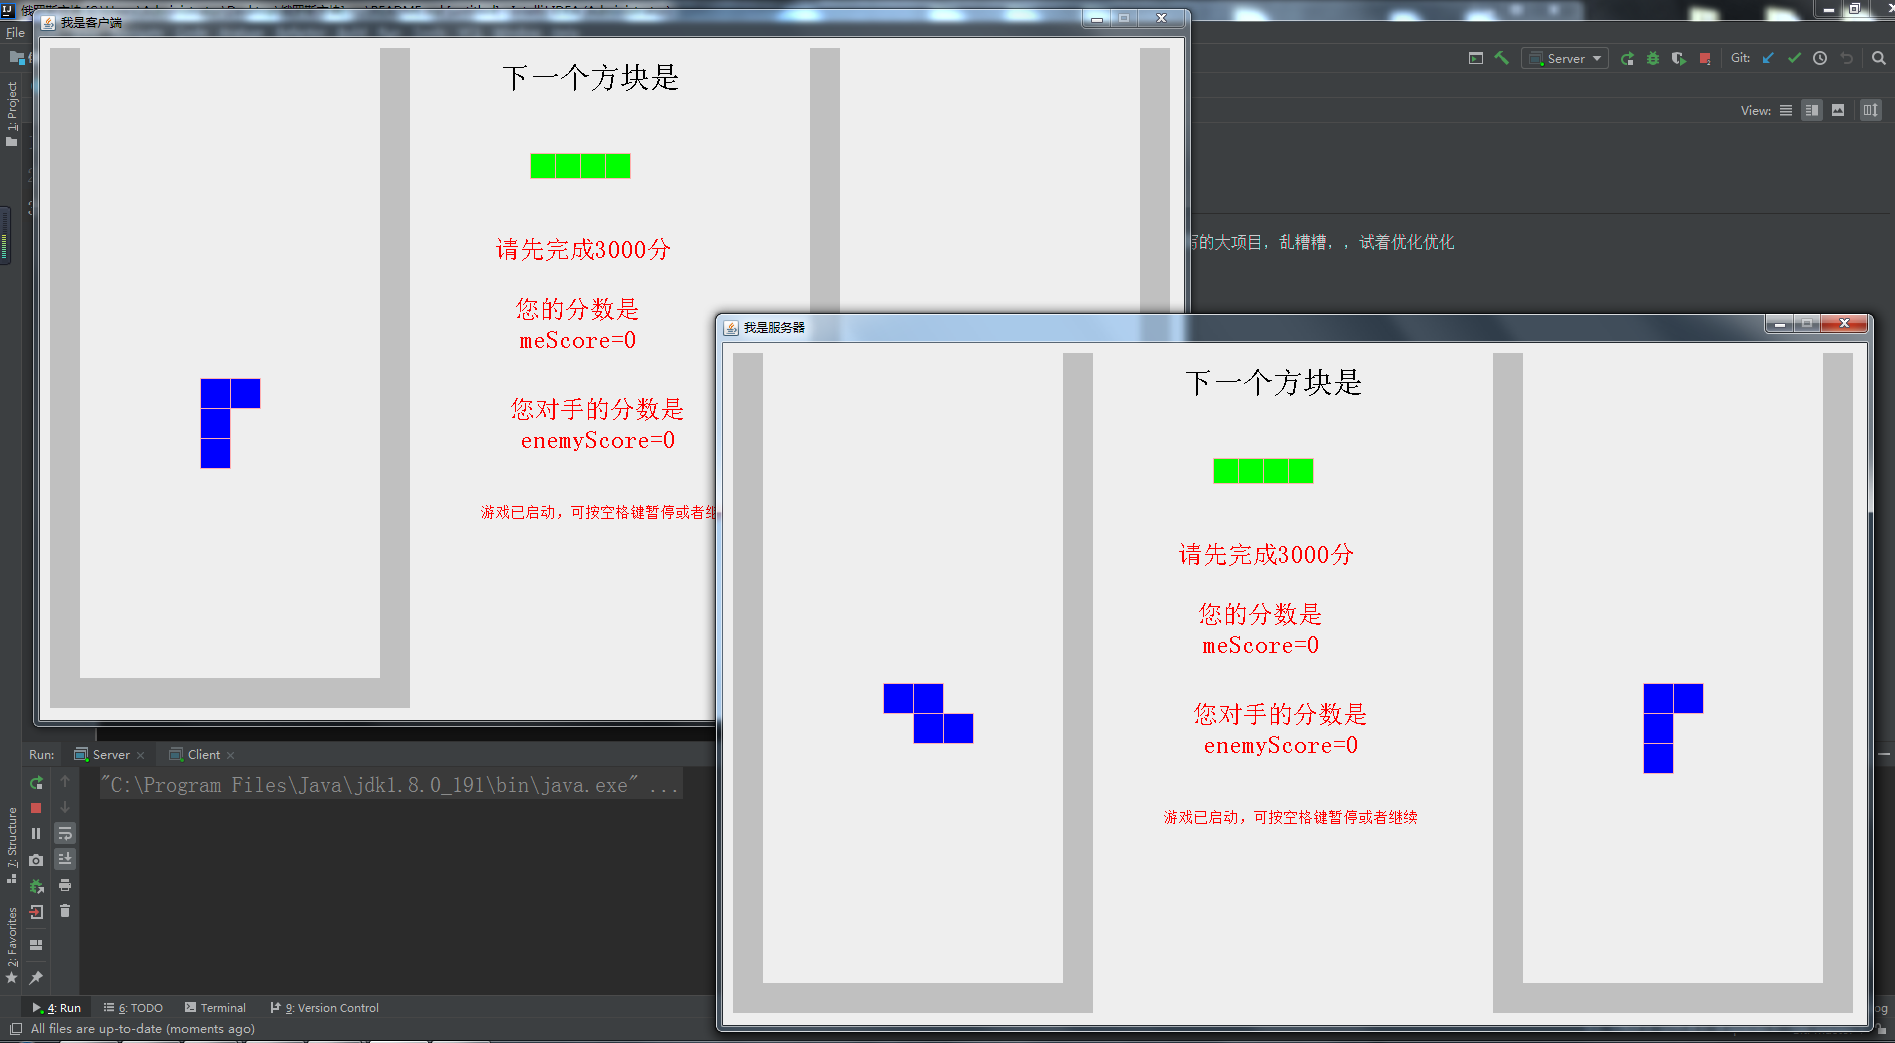 我是客户端
File
Server
Git:
1: Project
View:
下一个方块是
请先完成3000分
您的分数是
meScore=0
您对手的分数是
enemyScore=0
游戏已启动，可按空格键暂停或者继
的大项目，乱糟糟，，试着优化优化
我是服务器
下一个方块是
请先完成3000分
您的分数是
meScore=0
您对手的分数是
enemyScore=0
游戏已启动，可按空格键暂停或者继续
Run:
Server
Client
"C:\Program Files\Java\jdk1.8.0_191\bin\java.exe" ...
7: Structure
2: Favorites
4: Run
6: TODO
Terminal
9: Version Control
All files are up-to-date (moments ago)